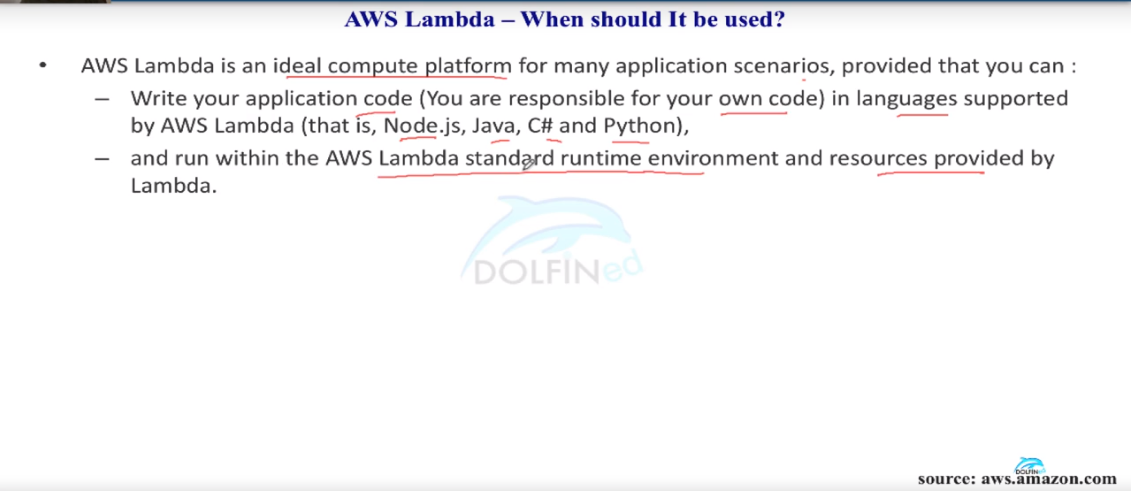 AWS Lambda – When should It be used?
• AWS Lambda is an ideal compute platform for many application scenarios, provided that you can :
– Write your application code (You are responsible for your own code) in languages supported
by AWS Lambda (that is, Node.js, Java, C# and Python),
– and run within the AWS Lambda standard runtime environment and resources provided by
Lambda.
DOLFINed
DOLFINed
source: aws.amazon.com